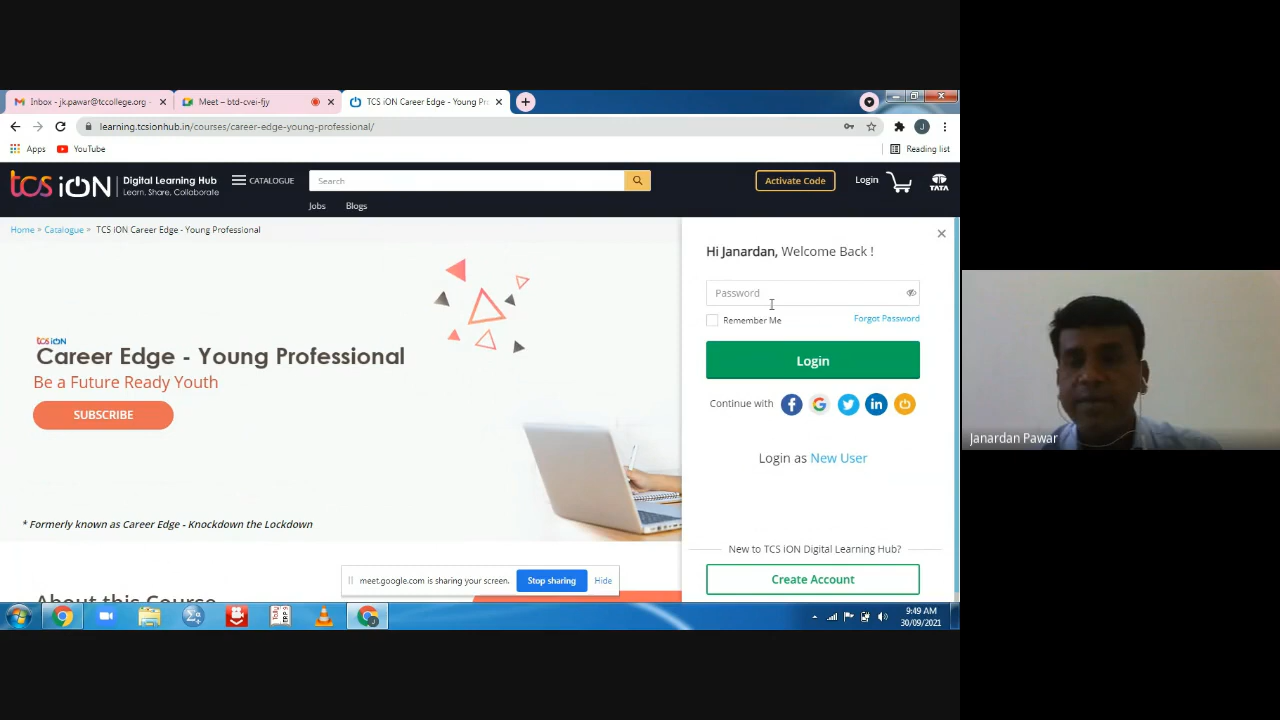 Inbox - jk.pawar@tccollege.org -
Meet – btd-cvei-fjy
TCS iON Career Edge - Young Pr
learning.tcsionhub.in/courses/career-edge-young-professional/
J
Apps
YouTube
Reading list
tcs iON
Digital Learning Hub
Learn. Share. Collaborate
CATALOGUE
Search
Activate Code
Login
TATA
Jobs
Blogs
Home > Catalogue > TCS iON Career Edge - Young Professional
Hi Janardan, Welcome Back !
Password
Remember Me
Forgot Password
Login
Continue with
Login as New User
New to TCS iON Digital Learning Hub?
Create Account
tcs iON
Career Edge - Young Professional
Be a Future Ready Youth
SUBSCRIBE
* Formerly known as Career Edge - Knockdown the Lockdown
About this Course
meet.google.com is sharing your screen.
Stop sharing
Hide
9:49 AM
30/09/2021
Janardan Pawar